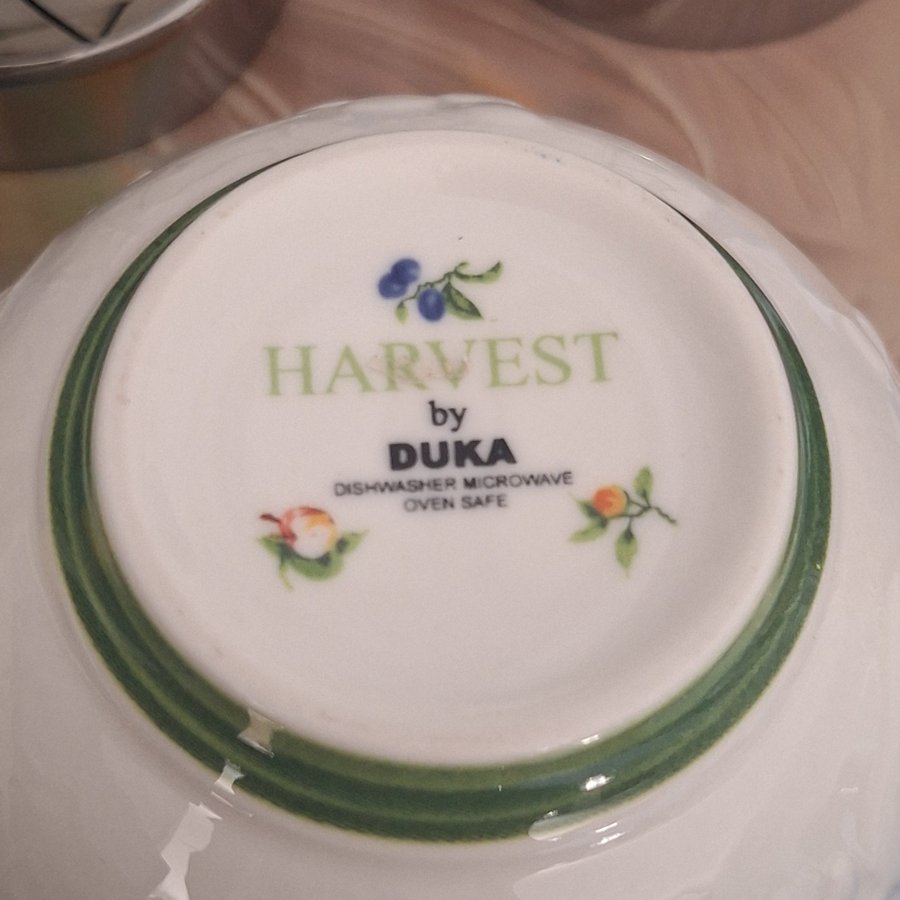 HARVEST
by
DUKA
DISHWASHER MICROWAVE
OVEN SAFE